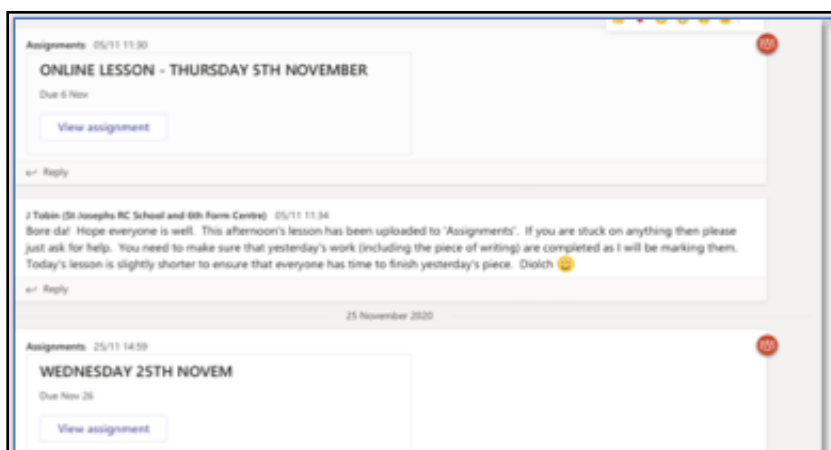 Assignments 05/11 11:30
ONLINE LESSON - THURSDAY 5TH NOVEMBER
Due 6 Nov
View assignment
Reply
J Tobin (St Josephs RC School and 6th Form Centre) 05/11 11:34
Bore da! Hope everyone is well. This afternoon's lesson has been uploaded to 'Assignments'. If you are stuck on anything then please
just ask for help. You need to make sure that yesterday's work (including the piece of writing) are completed as I will be marking them.
Today's lesson is slightly shorter to ensure that everyone has time to finish yesterday's piece. Diolch 😀
Reply
25 November 2020
Assignments 25/11 14:59
WEDNESDAY 25TH NOVEM
Due Nov 26
View assignment